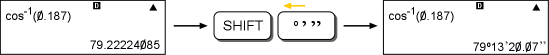 D
cos⁻¹(0.187)
79.22224085
SHIFT
° ’ ”
D
cos⁻¹(0.187)
79°13’20.07’’